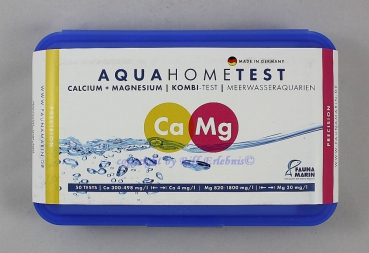 MADE IN GERMANY
AQUAHOMETEST
CALCIUM + MAGNESIUM | KOMBI-TEST | MEERWASSERAQUARIEN
Ca Mg
FAUNA
MARIN
50 TESTS | Ca 300-498 mg/l |←→| Ca 4 mg/l | Mg 820-1800 mg/l |←→| Mg 20 mg/l
PRECISION